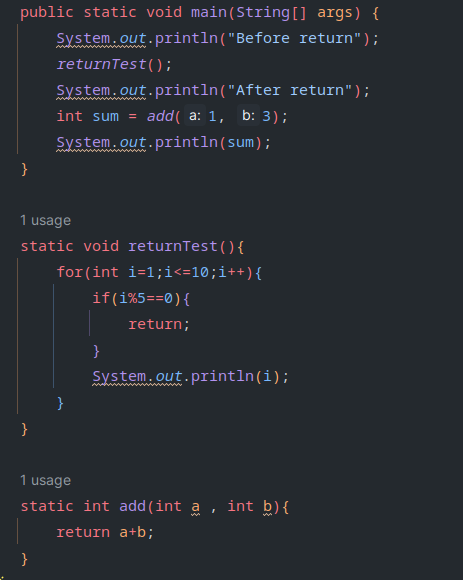 public static void main(String[] args) {
System.out.println("Before return");
returnTest();
System.out.println("After return");
int sum = add( a: 1, b: 3);
System.out.println(sum);
}
1 usage
static void returnTest(){
for(int i=1;i<=10;i++){
if(i%5==0){
return;
}
System.out.println(i);
}
}
1 usage
static int add(int a , int b){
return a+b;
}